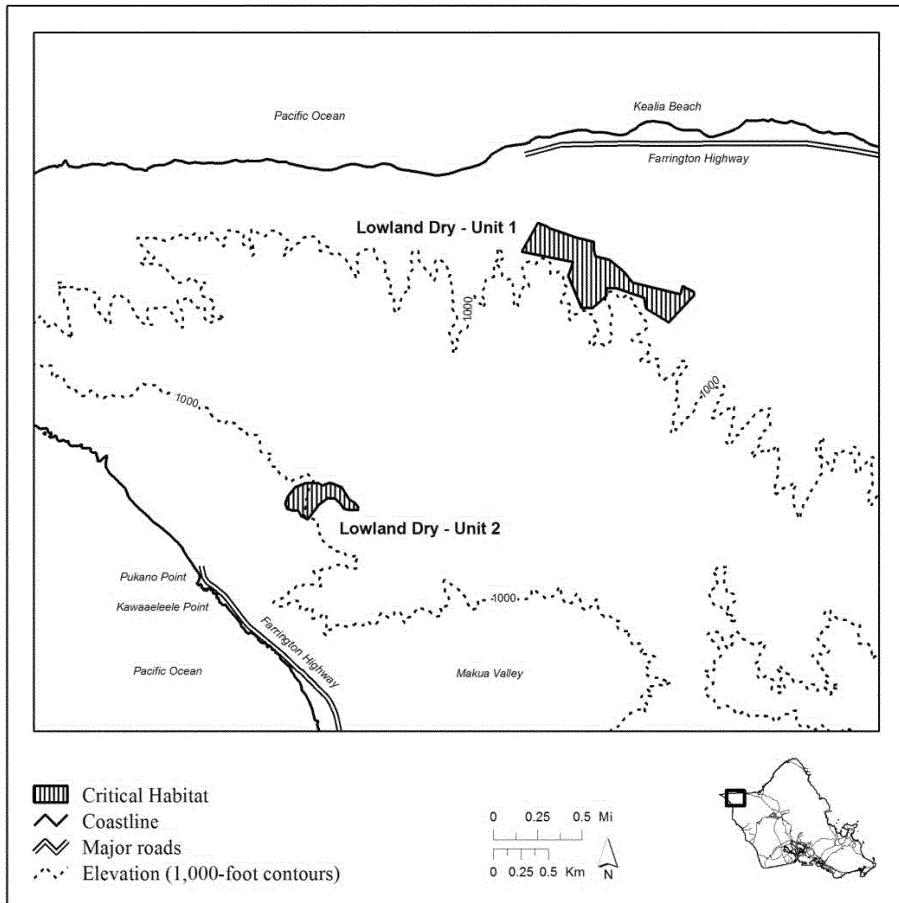 Kealia Beach
Pacific Ocean
Farrington Highway
Lowland Dry - Unit 1
1000
1000
1000
Lowland Dry - Unit 2
Pukano Point
1000
Kawaaeleele Point
Farrington Highway
Pacific Ocean
Makua Valley
Critical Habitat
Coastline
Major roads
Elevation (1,000-foot contours)
0 0.25 0.5 Mi
0 0.25 0.5 Km
N